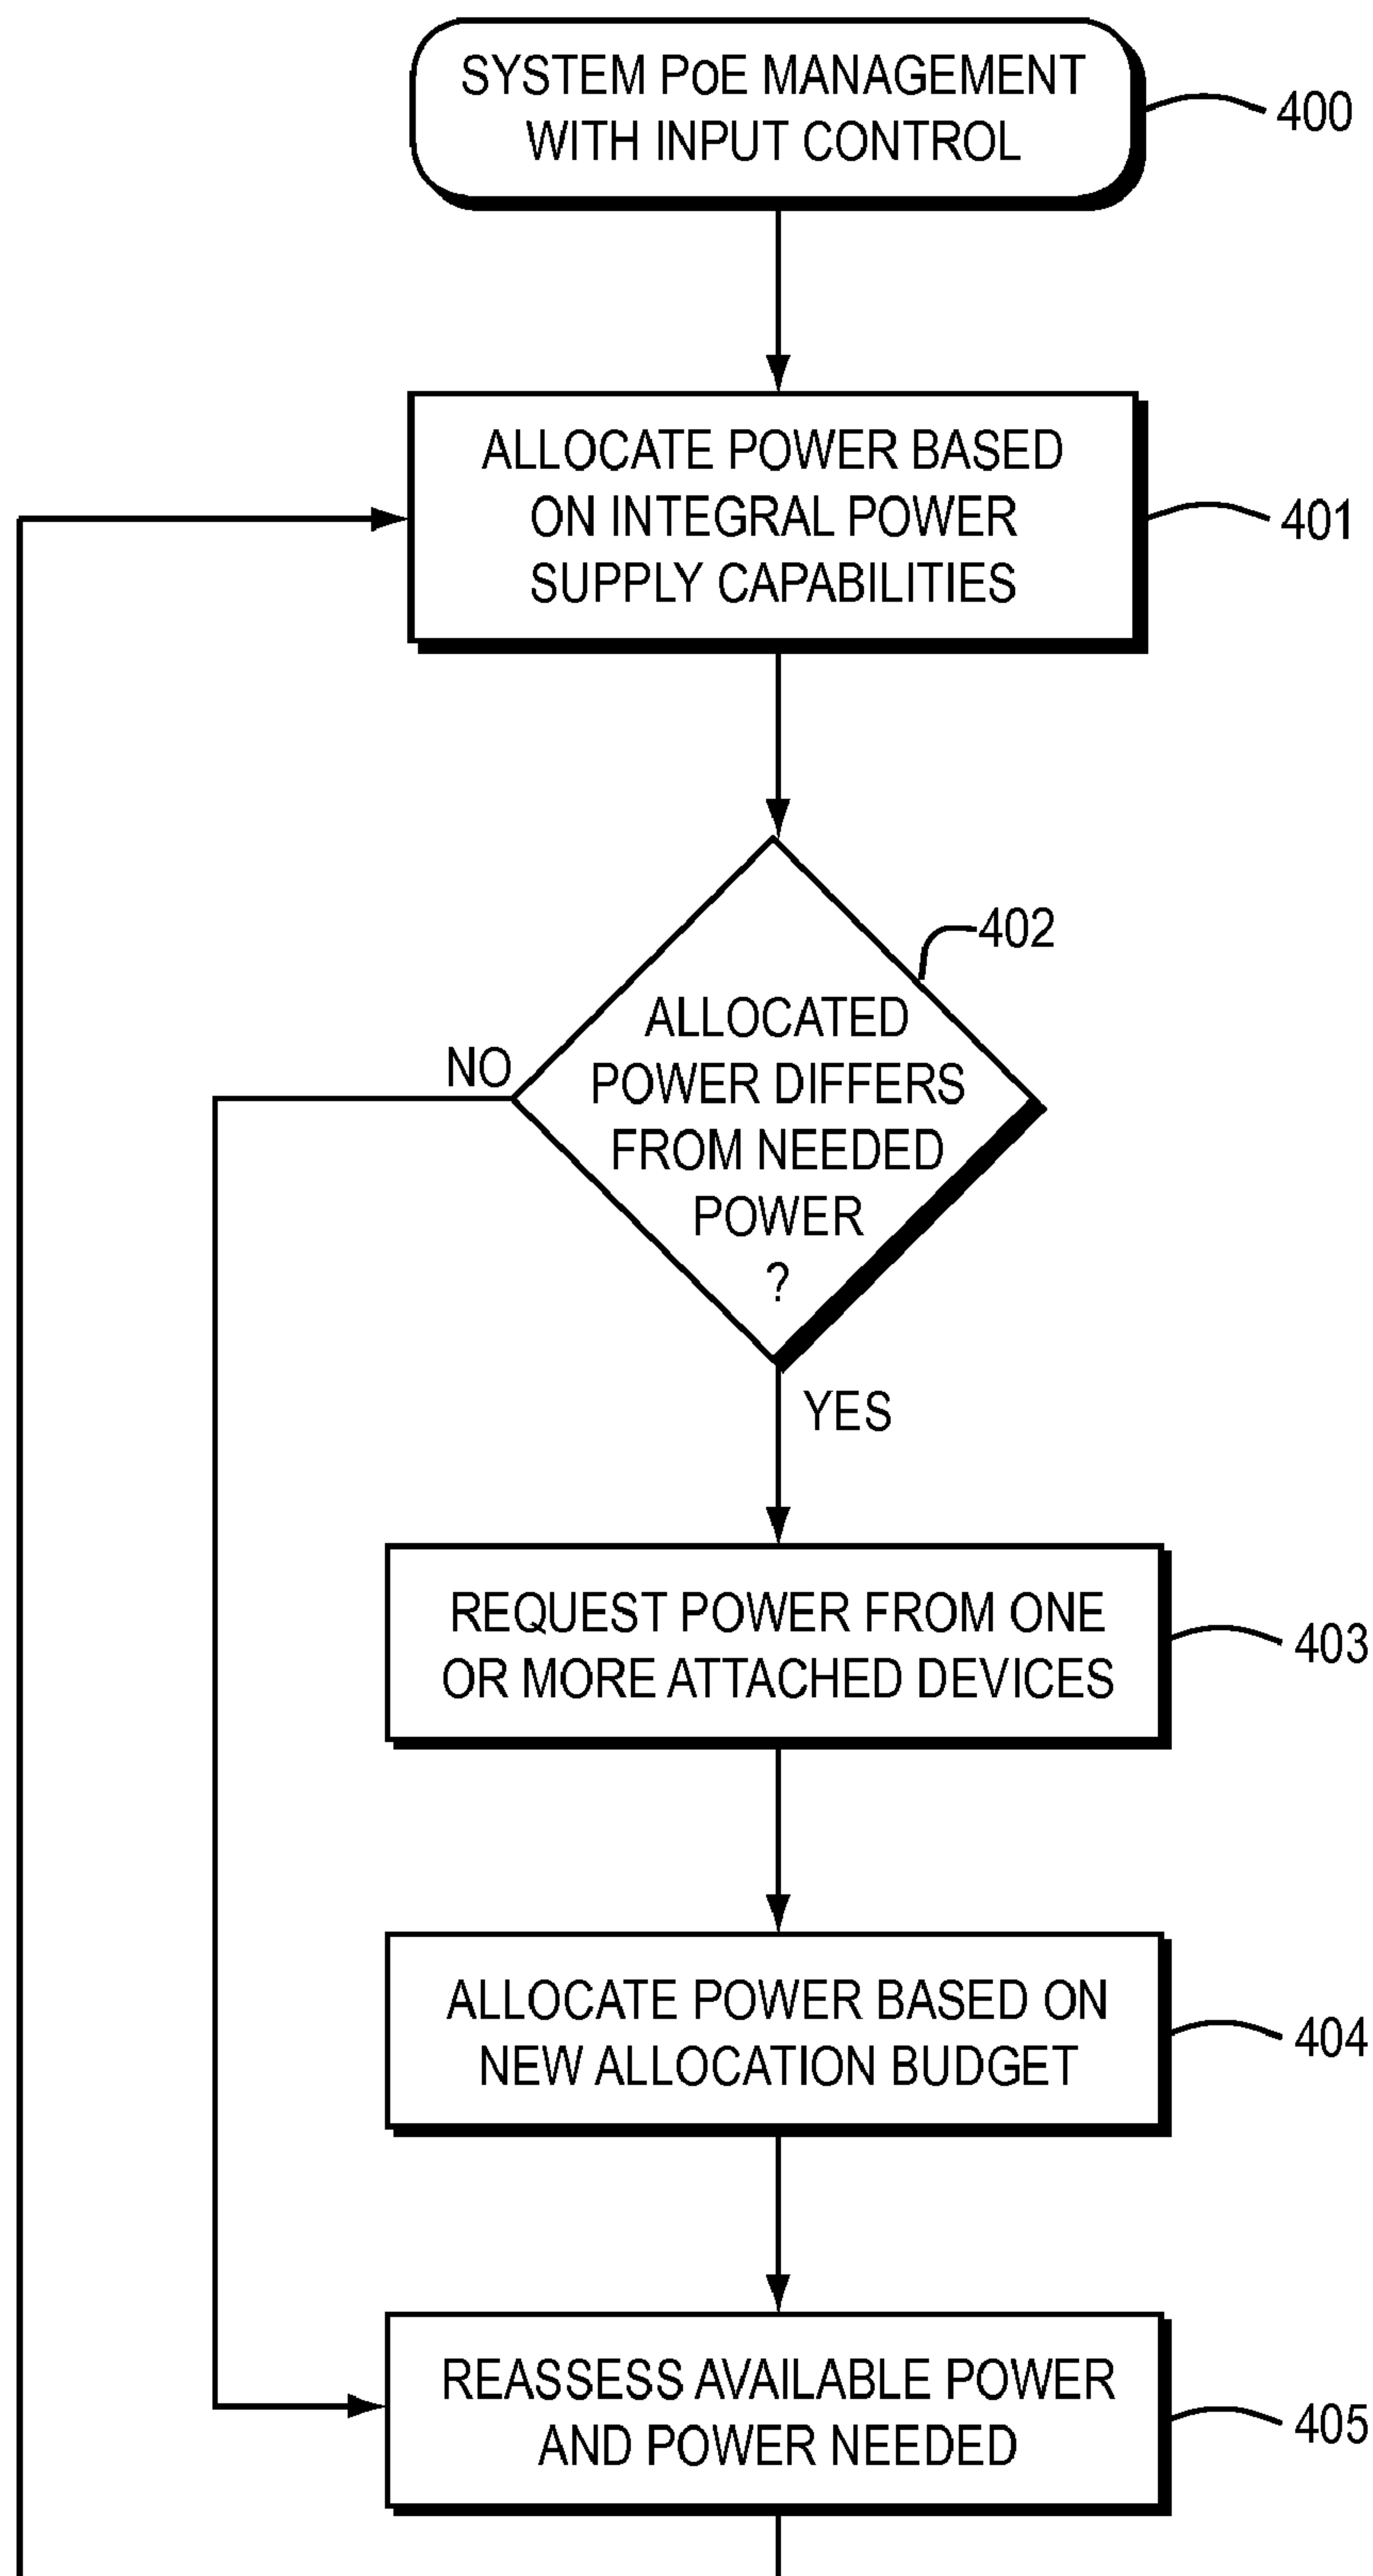 SYSTEM PoE MANAGEMENT
WITH INPUT CONTROL
400
ALLOCATE POWER BASED
ON INTEGRAL POWER
SUPPLY CAPABILITIES
401
402
ALLOCATED
POWER DIFFERS
FROM NEEDED
POWER
?
NO
YES
REQUEST POWER FROM ONE
OR MORE ATTACHED DEVICES
403
ALLOCATE POWER BASED ON
NEW ALLOCATION BUDGET
404
REASSESS AVAILABLE POWER
AND POWER NEEDED
405